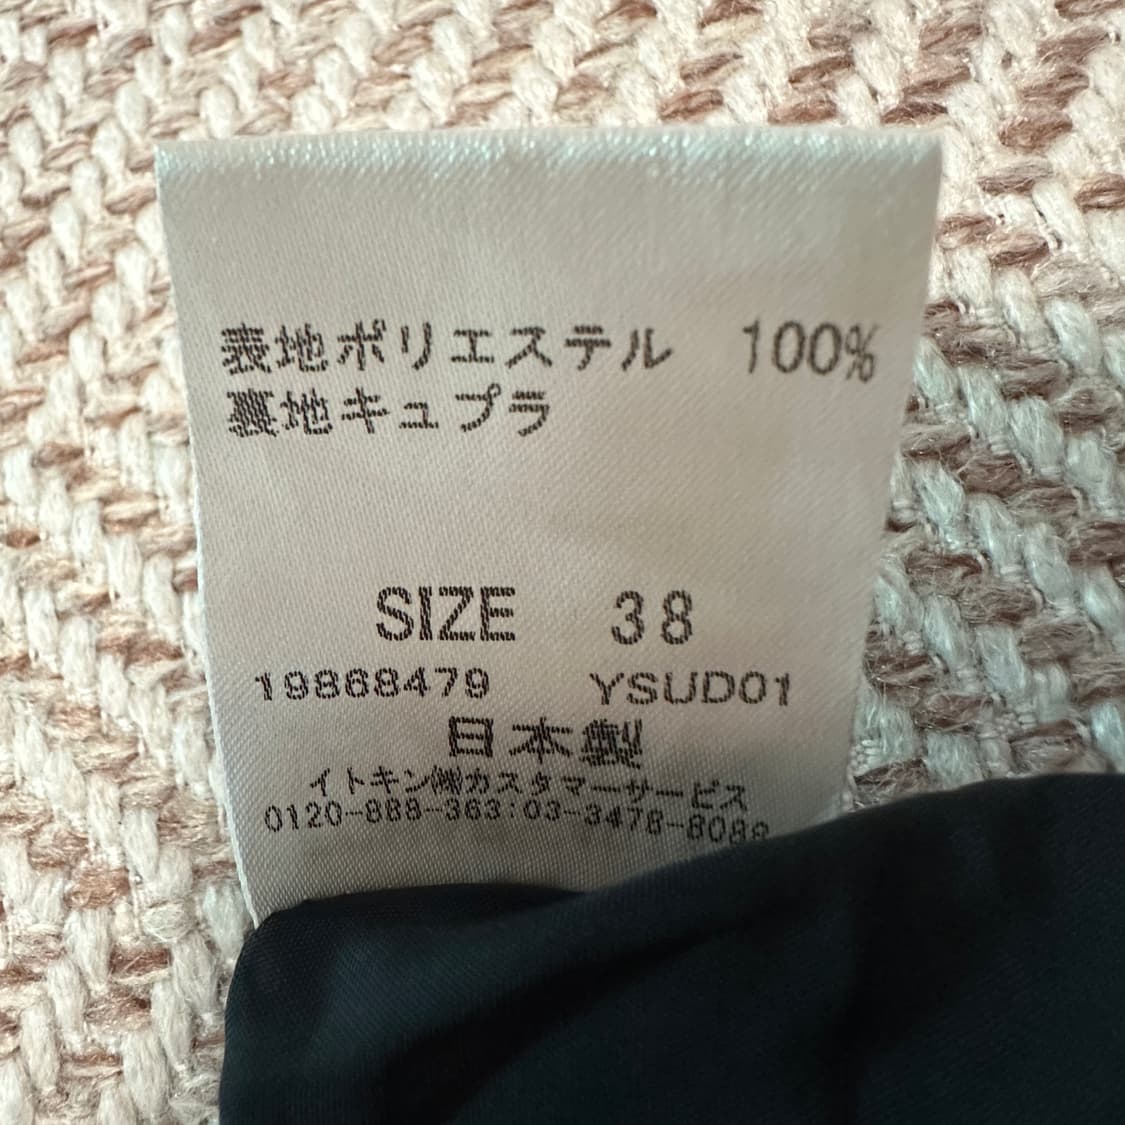 表地ポリエステル 100%
裏地キュプラ
SIZE 38
19868479 YSUD01
日本製
イトキン㈱カスタマーサービス
0120-888-363:03-3478-8088